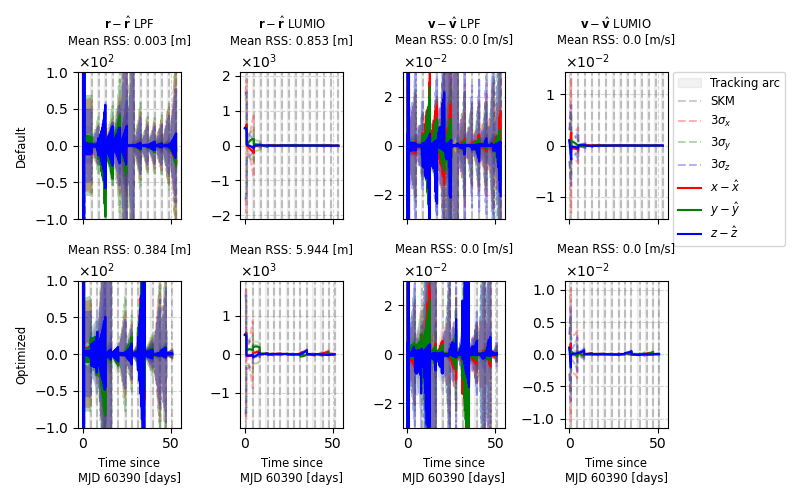 r − r̂ LPF
Mean RSS: 0.003 [m]
r − r̂ LUMIO
Mean RSS: 0.853 [m]
v − v̂ LPF
Mean RSS: 0.0 [m/s]
v − v̂ LUMIO
Mean RSS: 0.0 [m/s]
Default
×10²
1.0
0.5
0.0
−0.5
−1.0
×10³
2
1
0
−1
−2
×10⁻²
2
0
−2
×10⁻²
1
0
−1
Tracking arc
SKM
3σₓ
3σ_y
3σ_z
x − x̂
y − ŷ
z − ẑ
Mean RSS: 0.384 [m]
Mean RSS: 5.944 [m]
Mean RSS: 0.0 [m/s]
Mean RSS: 0.0 [m/s]
Optimized
×10²
1.0
0.5
0.0
−0.5
−1.0
×10³
1
0
−1
×10⁻²
2
0
−2
×10⁻²
1.0
0.5
0.0
−0.5
−1.0
0 50
0 50
0 50
0 50
Time since
MJD 60390 [days]
Time since
MJD 60390 [days]
Time since
MJD 60390 [days]
Time since
MJD 60390 [days]